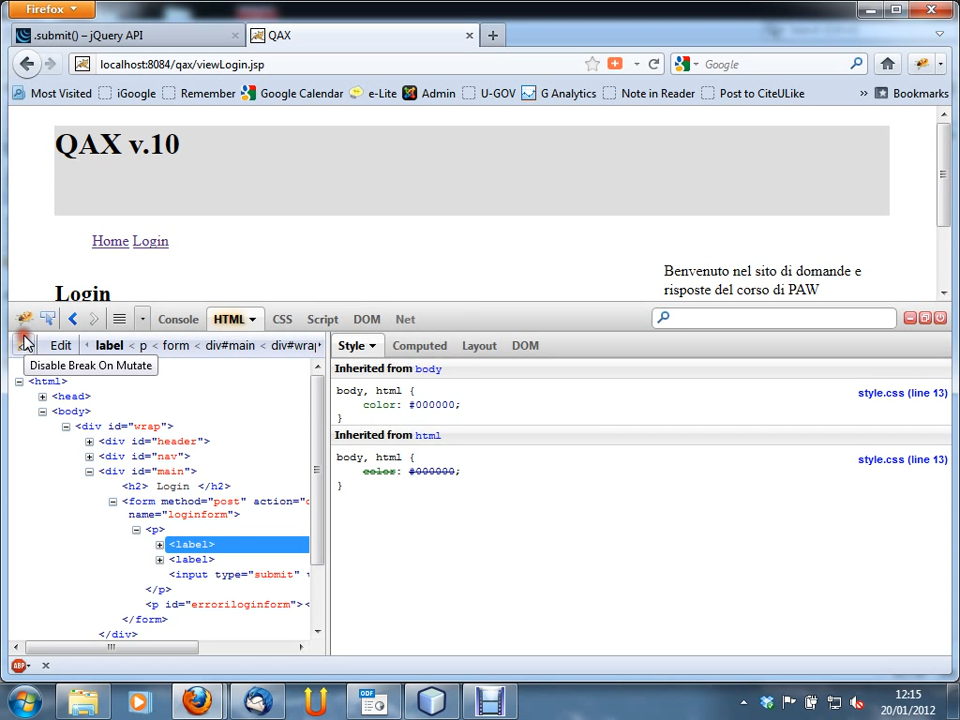 Firefox
.submit() – jQuery API
QAX
localhost:8084/qax/viewLogin.jsp
Google
Most Visited
iGoogle
Remember
Google Calendar
e-Lite
Admin
U-GOV
G Analytics
Note in Reader
Post to CiteULike
»
Bookmarks
QAX v.10
Home Login
Login
Benvenuto nel sito di domande e
risposte del corso di PAW
Console
HTML
CSS
Script
DOM
Net
Edit
label < p < form < div#main < div#wrap
Style
Computed
Layout
DOM
Disable Break On Mutate
<html>
<head>
<body>
<div id="wrap">
<div id="header">
<div id="nav">
<div id="main">
<h2> Login </h2>
<form method="post" action="
name="loginform">
<p>
<label>
<label>
<input type="submit"
</p>
<p id="erroriloginform"><
</form>
</div>
Inherited from body
body, html {
style.css (line 13)
color: #000000;
}
Inherited from html
body, html {
style.css (line 13)
color: #000000;
}
ABP
ODF
12:15
20/01/2012